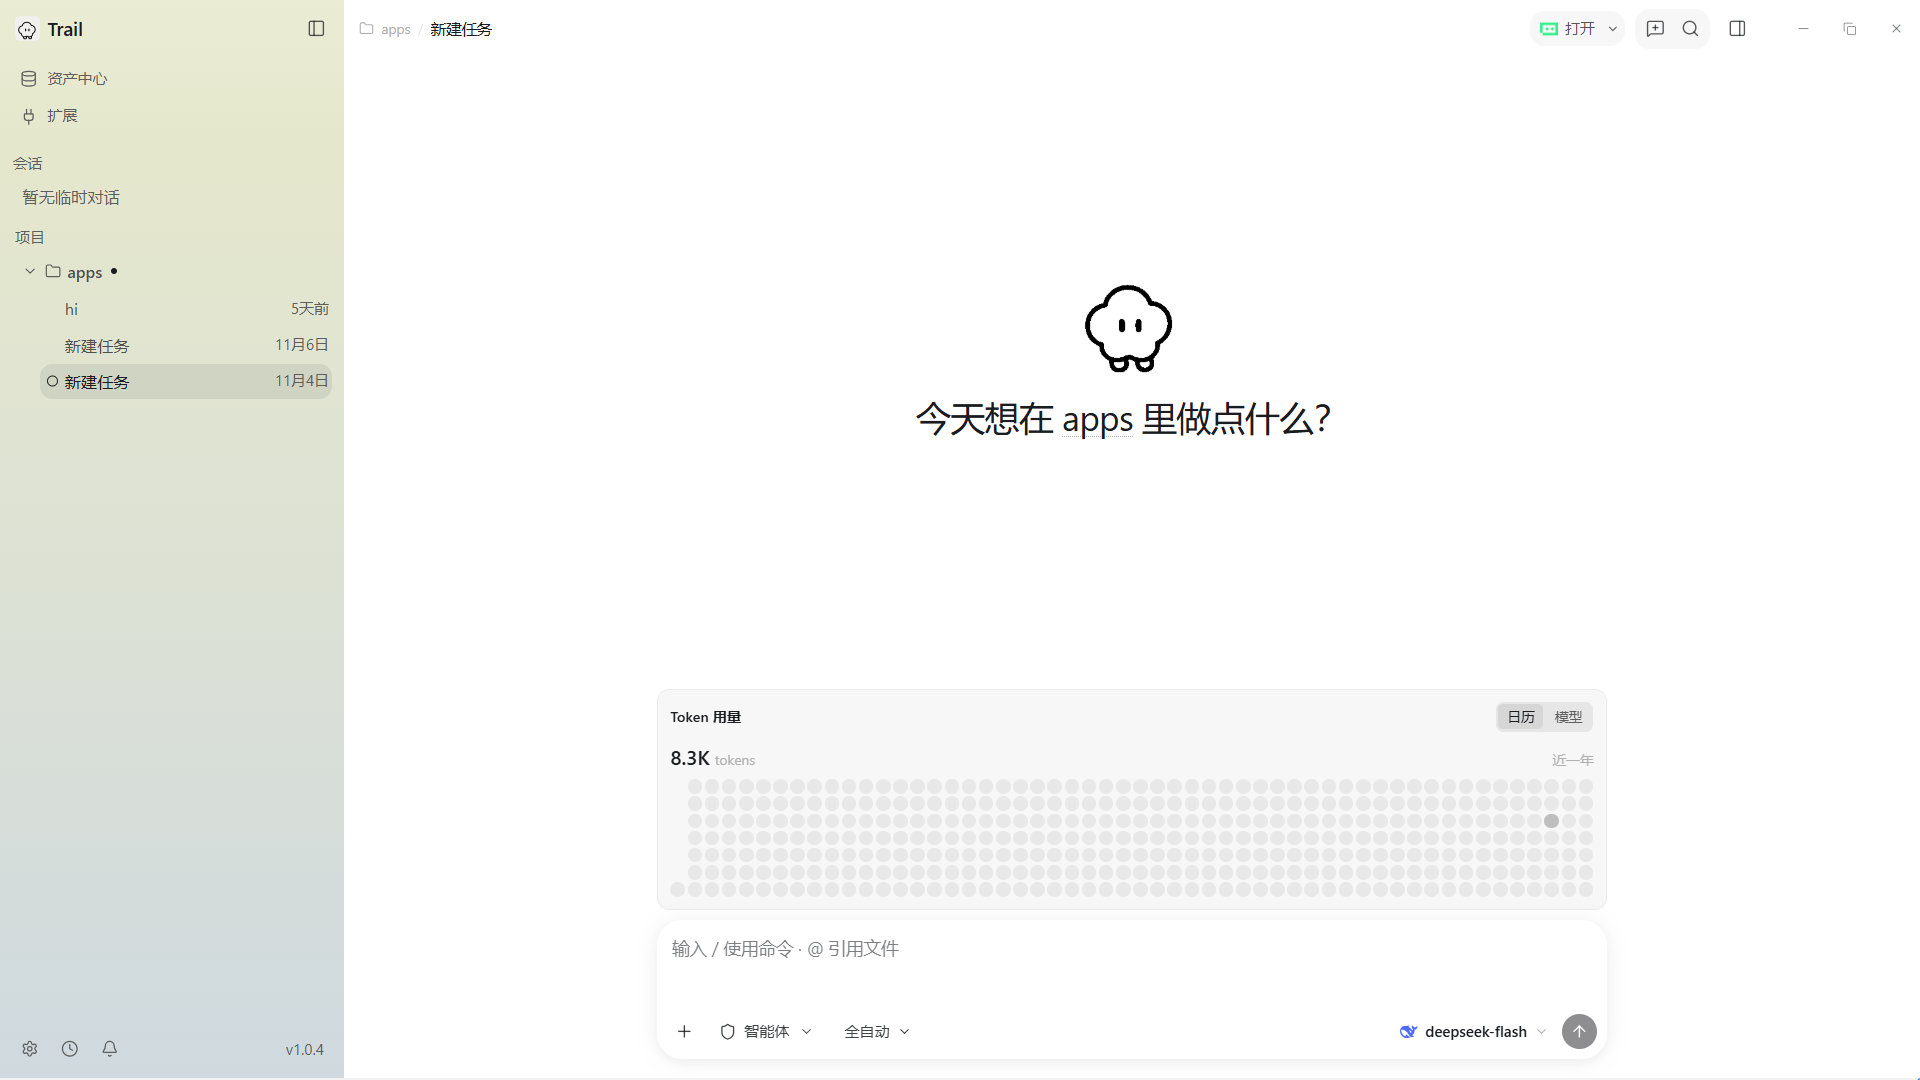 Trail
资产中心
扩展
会话
暂无临时对话
项目
apps
hi 5天前
新建任务 11月6日
新建任务 11月4日
v1.0.4
apps / 新建任务
打开
今天想在 apps 里做点什么?
Token 用量
日历 模型
8.3K tokens
近一年
输入 / 使用命令 · @ 引用文件
智能体
全自动
deepseek-flash